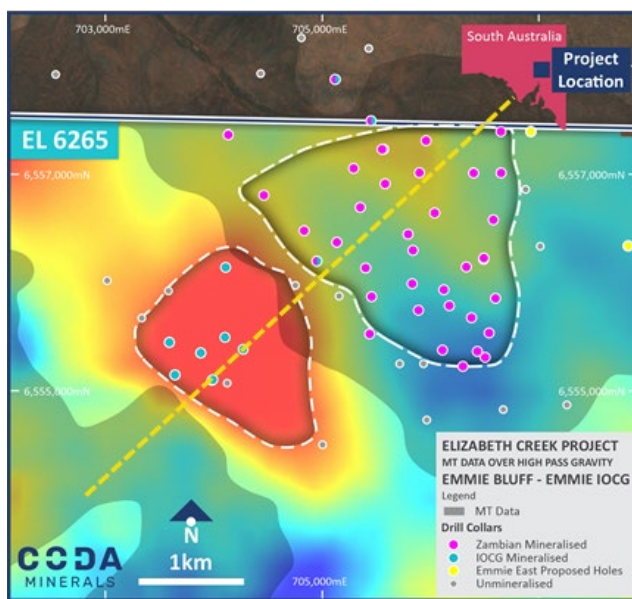 703,000mE
705,000mE
South Australia
Project
Location
EL 6265
6,557,000mN
6,557,000mN
6,555,000mN
6,555,000mN
ELIZABETH CREEK PROJECT
MT DATA OVER HIGH PASS GRAVITY
EMMIE BLUFF - EMMIE IOCG
Legend
MT Data
Drill Collars
Zambian Mineralised
IOCG Mineralised
Emmie East Proposed Holes
Unmineralised
N
1km
CODA
MINERALS
705,000mE